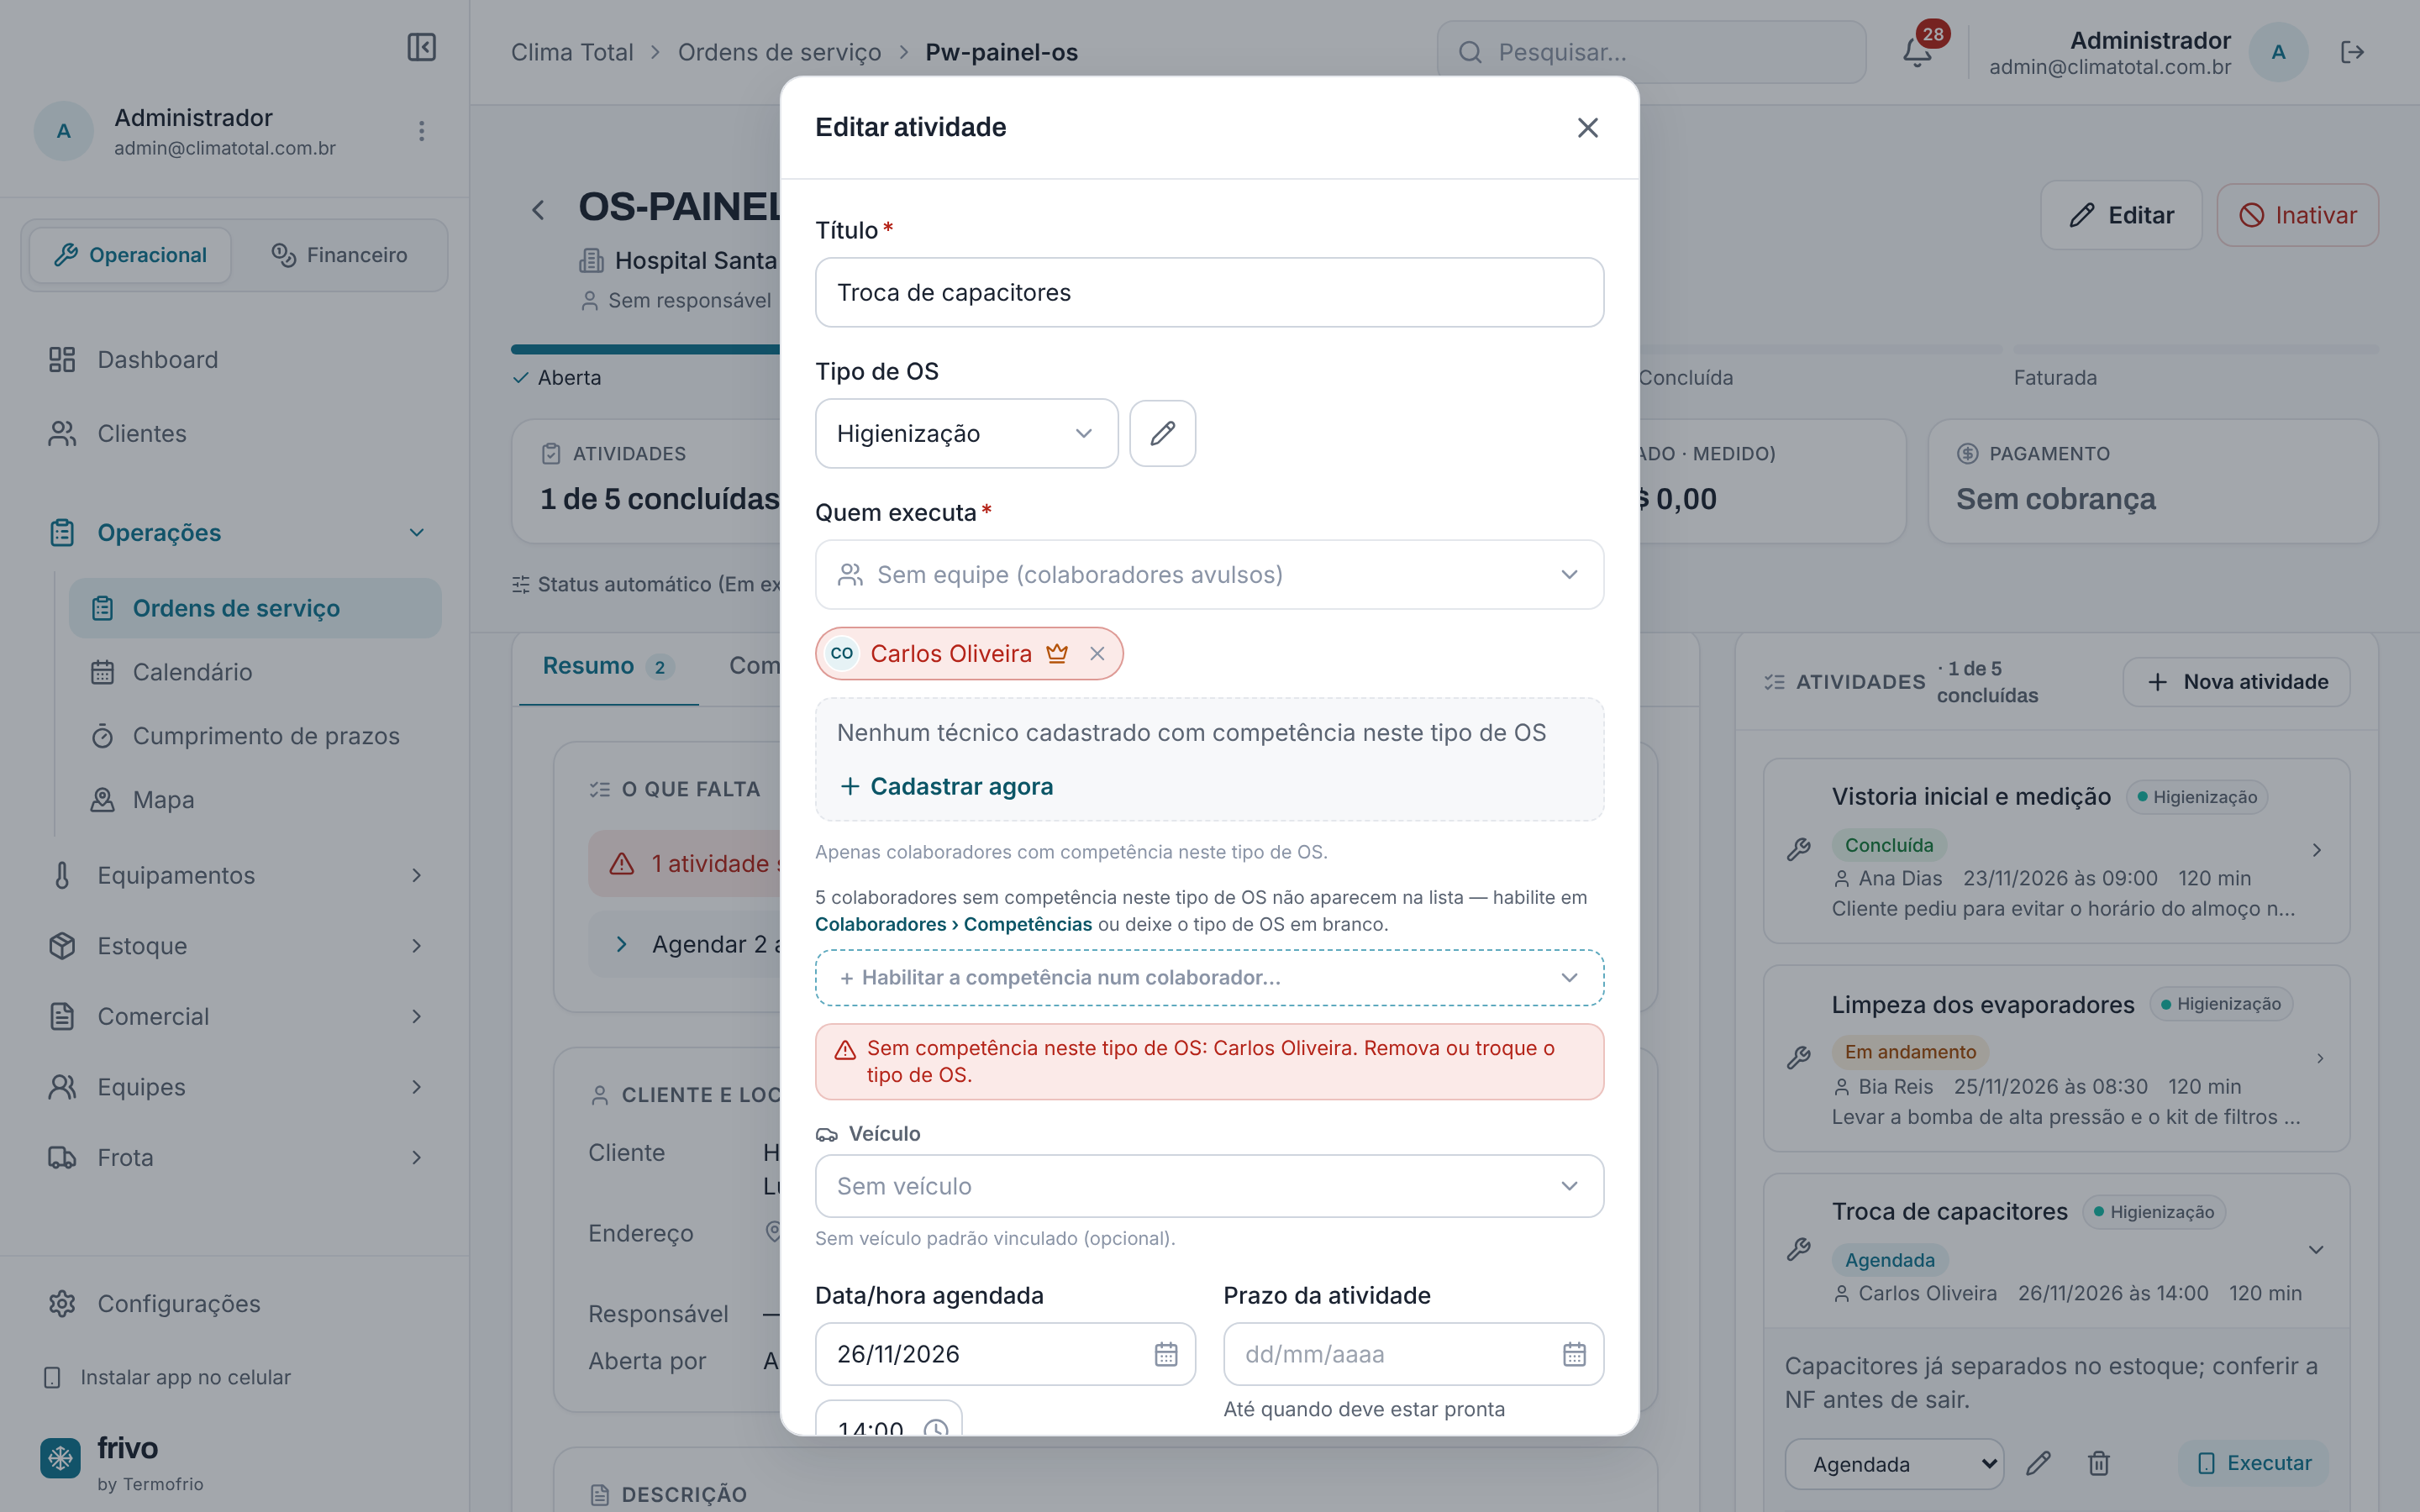 Clima Total > Ordens de serviço > Pw-painel-os
Pesquisar...
28
Administrador
admin@climatotal.com.br
A
A
Administrador
admin@climatotal.com.br
Operacional
Financeiro
Dashboard
Clientes
Operações
Ordens de serviço
Calendário
Cumprimento de prazos
Mapa
Equipamentos
Estoque
Comercial
Equipes
Frota
Configurações
Instalar app no celular
frivo
by Termofrio
OS-PAINEL
Hospital Santa
Sem responsável
Editar
Inativar
Aberta
Concluída
Faturada
ATIVIDADES
1 de 5 concluídas
ADO · MEDIDO)
$ 0,00
PAGAMENTO
Sem cobrança
Status automático (Em ex
Resumo 2
Com
O QUE FALTA
1 atividade s
Agendar 2 a
CLIENTE E LOC
Cliente
H
Lu
Endereço
Responsável —
Aberta por A
DESCRIÇÃO
Editar atividade
Título*
Troca de capacitores
Tipo de OS
Higienização
Quem executa*
Sem equipe (colaboradores avulsos)
CO Carlos Oliveira
Nenhum técnico cadastrado com competência neste tipo de OS
+ Cadastrar agora
Apenas colaboradores com competência neste tipo de OS.
5 colaboradores sem competência neste tipo de OS não aparecem na lista — habilite em
Colaboradores › Competências ou deixe o tipo de OS em branco.
+ Habilitar a competência num colaborador...
Sem competência neste tipo de OS: Carlos Oliveira. Remova ou troque o
tipo de OS.
Veículo
Sem veículo
Sem veículo padrão vinculado (opcional).
Data/hora agendada
26/11/2026
14:00
Prazo da atividade
dd/mm/aaaa
Até quando deve estar pronta
ATIVIDADES
· 1 de 5
concluídas
+ Nova atividade
Vistoria inicial e medição
Higienização
Concluída
Ana Dias 23/11/2026 às 09:00 120 min
Cliente pediu para evitar o horário do almoço n...
Limpeza dos evaporadores
Higienização
Em andamento
Bia Reis 25/11/2026 às 08:30 120 min
Levar a bomba de alta pressão e o kit de filtros ...
Troca de capacitores
Higienização
Agendada
Carlos Oliveira 26/11/2026 às 14:00 120 min
Capacitores já separados no estoque; conferir a
NF antes de sair.
Agendada
Executar